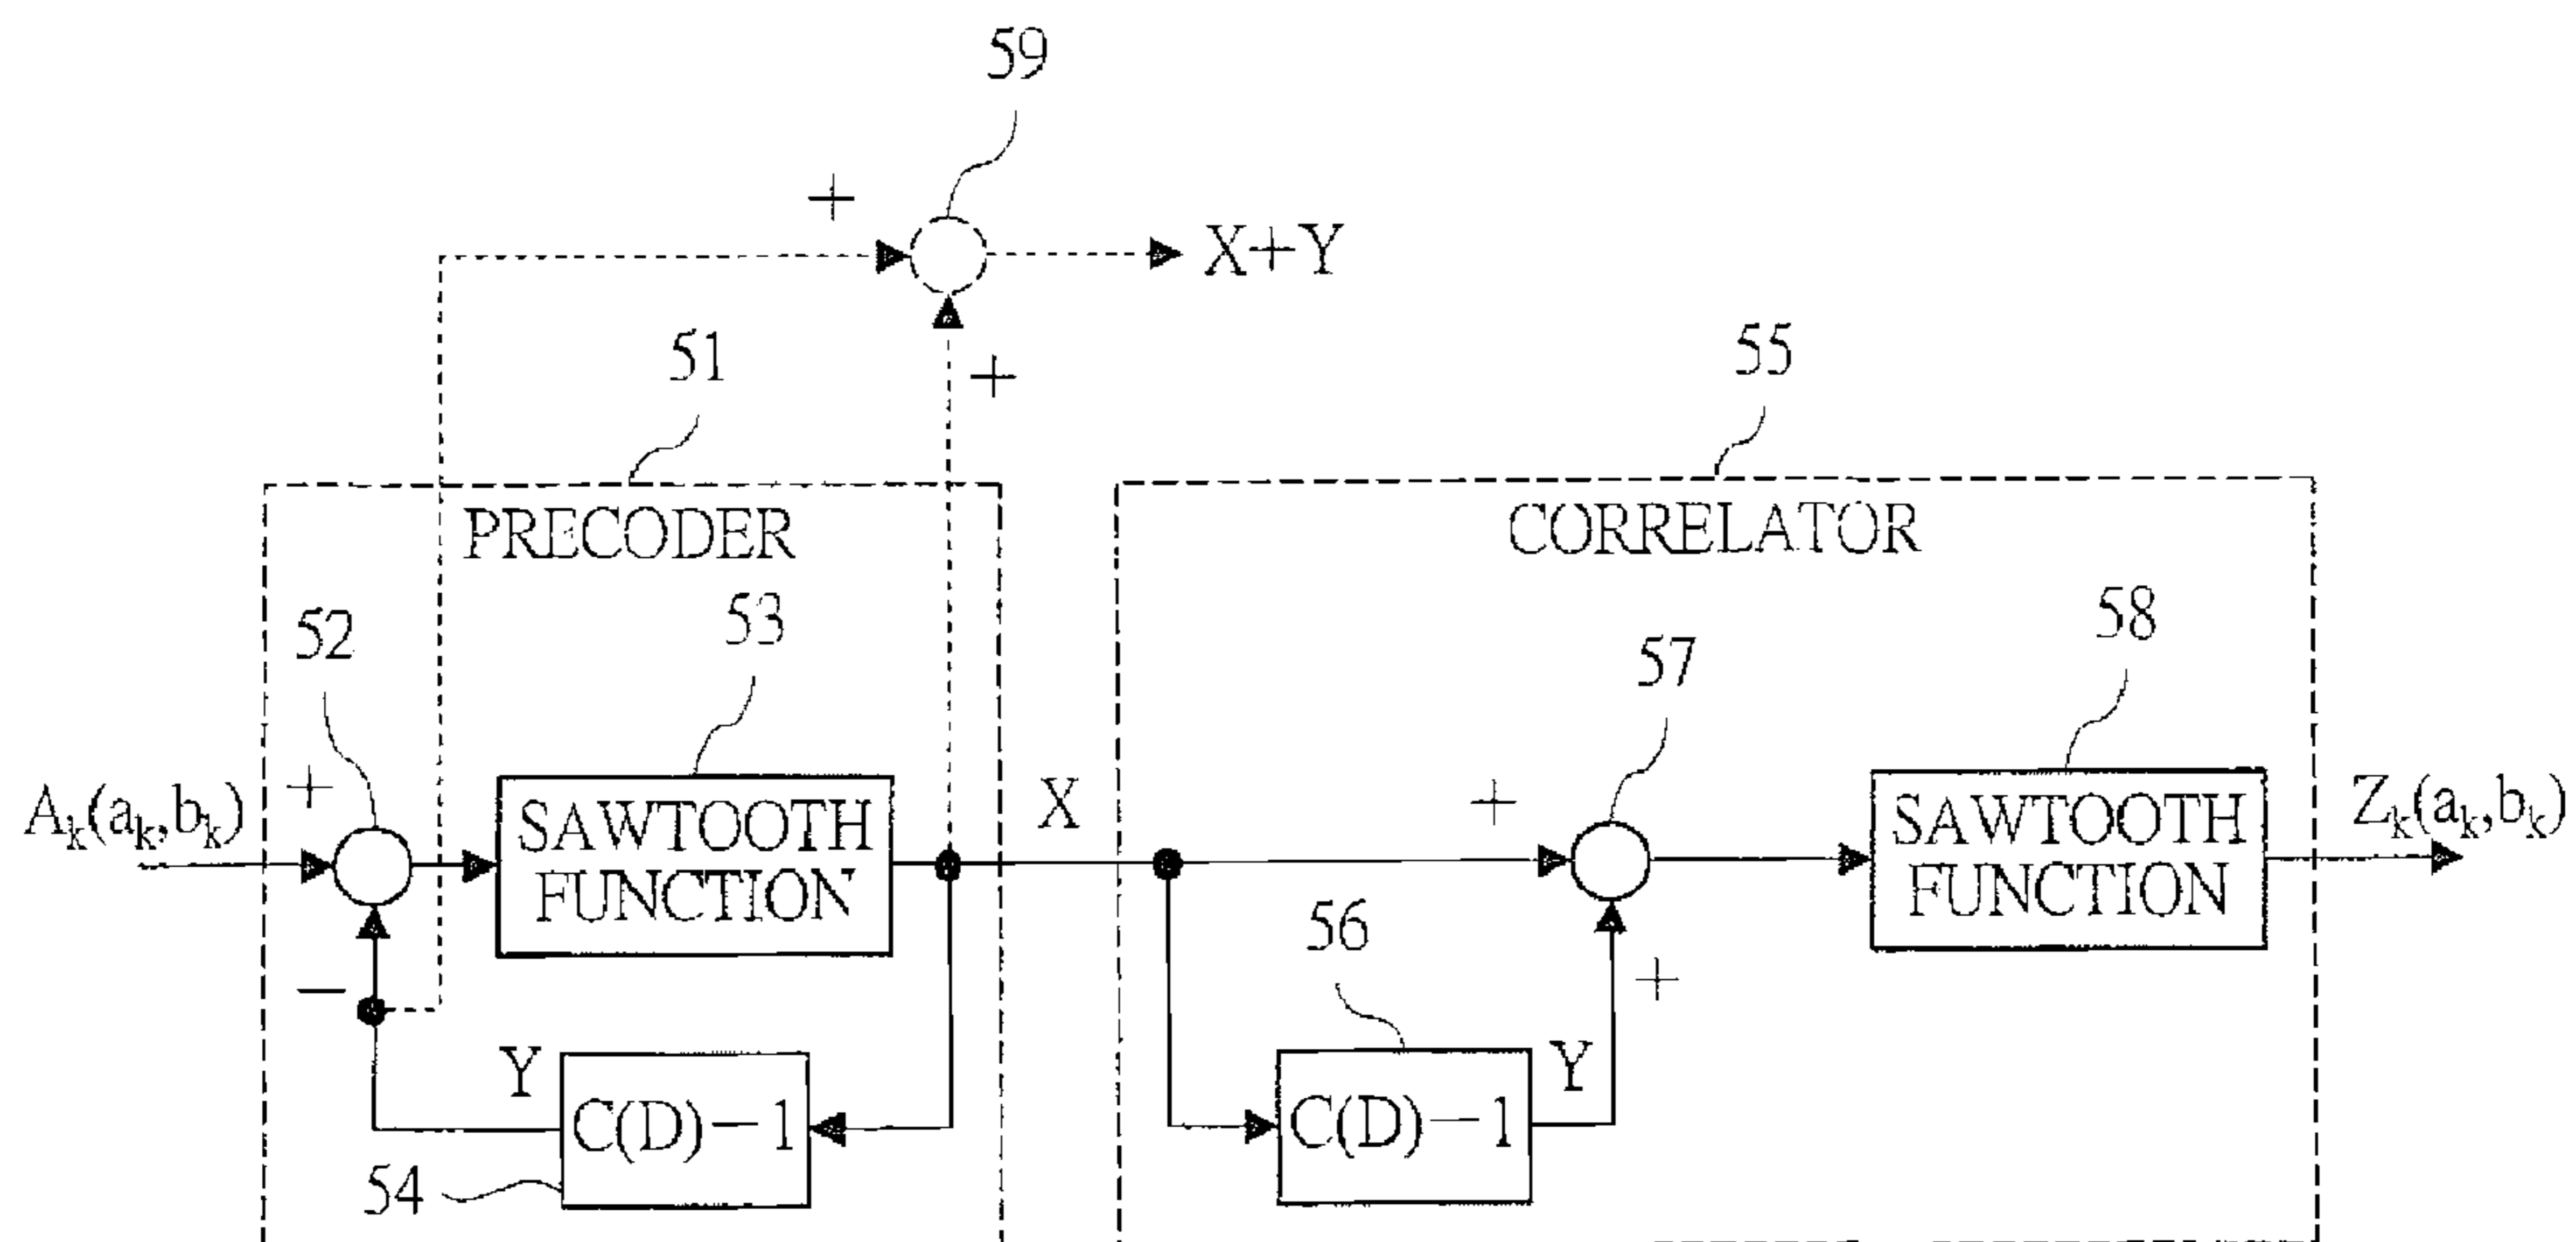 59
+
X+Y
51
+
55
PRECODER
CORRELATOR
52
53
57
58
A_k(a_k,b_k)
+
SAWTOOTH
FUNCTION
X
+
SAWTOOTH
FUNCTION
Z_k(a_k,b_k)
56
−
+
Y
C(D)−1
Y
C(D)−1
54